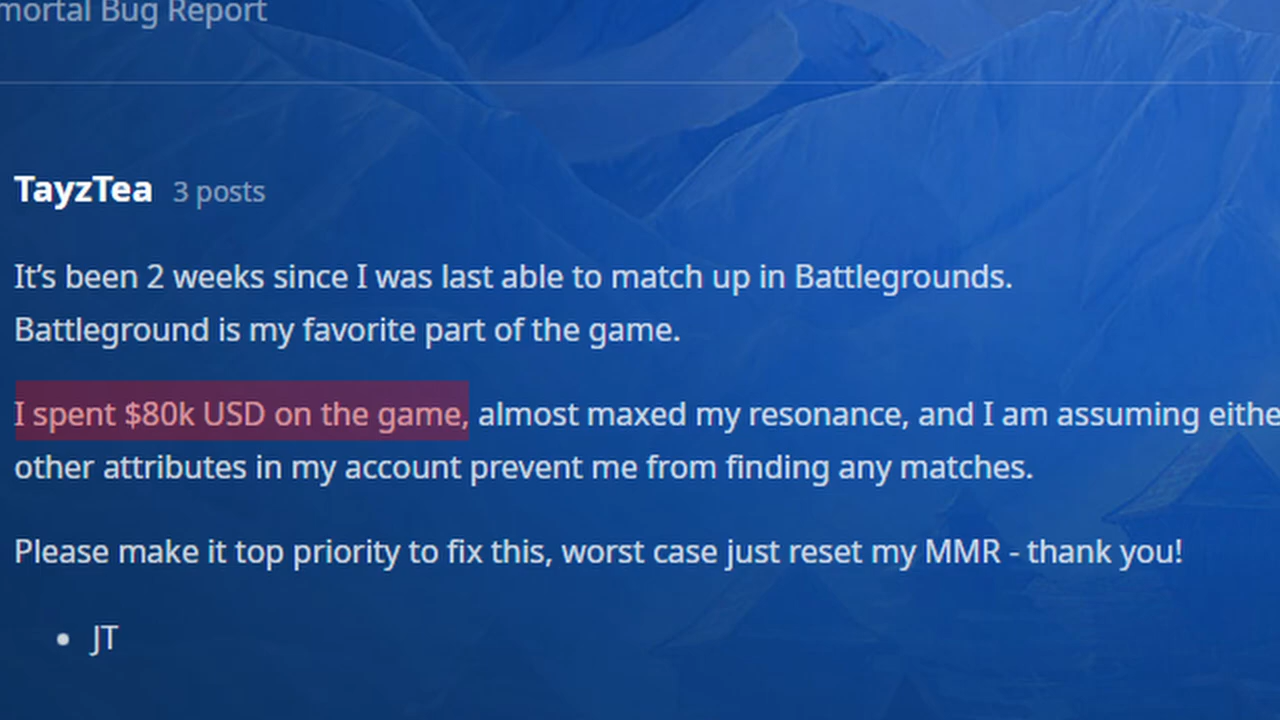 mortal Bug Report
TayzTea 3 posts
It’s been 2 weeks since I was last able to match up in Battlegrounds.
Battleground is my favorite part of the game.
I spent $80k USD on the game, almost maxed my resonance, and I am assuming eithe
other attributes in my account prevent me from finding any matches.
Please make it top priority to fix this, worst case just reset my MMR - thank you!
• JT